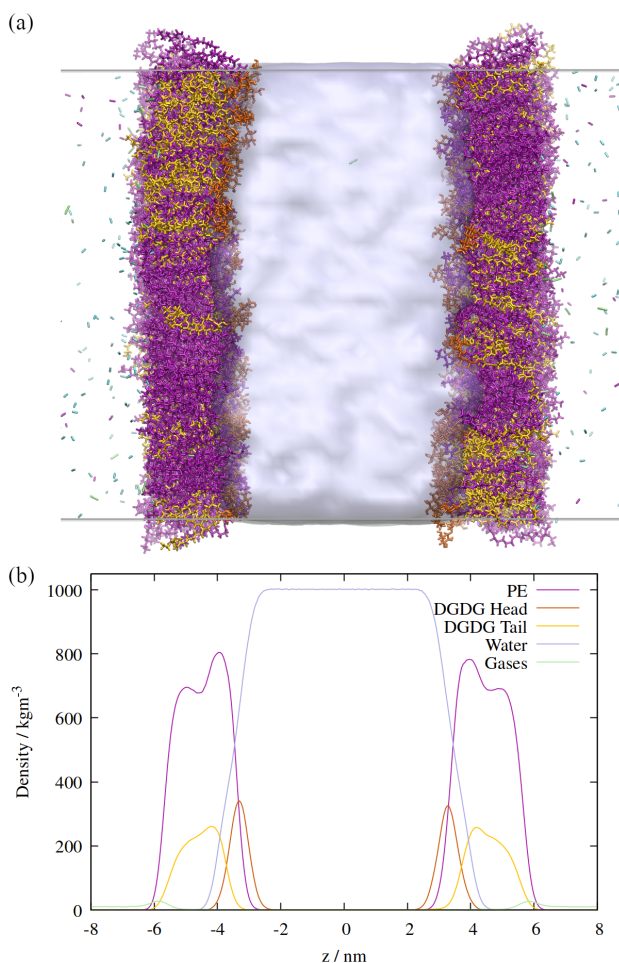 (a)
(b)
1000
800
600
400
200
0
Density / kgm-3
PE
DGDG Head
DGDG Tail
Water
Gases
-8 -6 -4 -2 0 2 4 6 8
z / nm